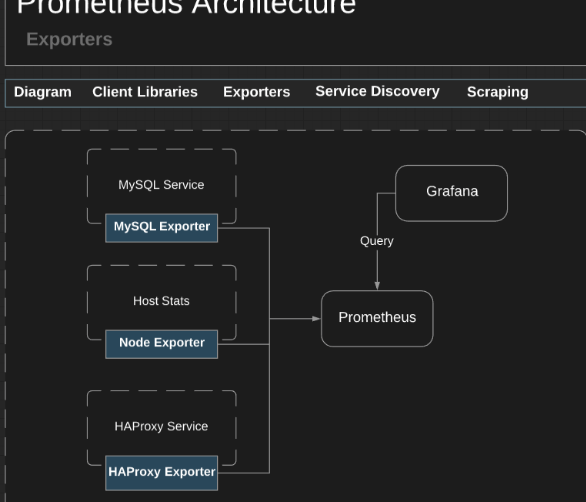 Prometheus Architecture
Exporters
Diagram Client Libraries Exporters Service Discovery Scraping
MySQL Service
MySQL Exporter
Grafana
Query
Host Stats
Node Exporter
Prometheus
HAProxy Service
HAProxy Exporter